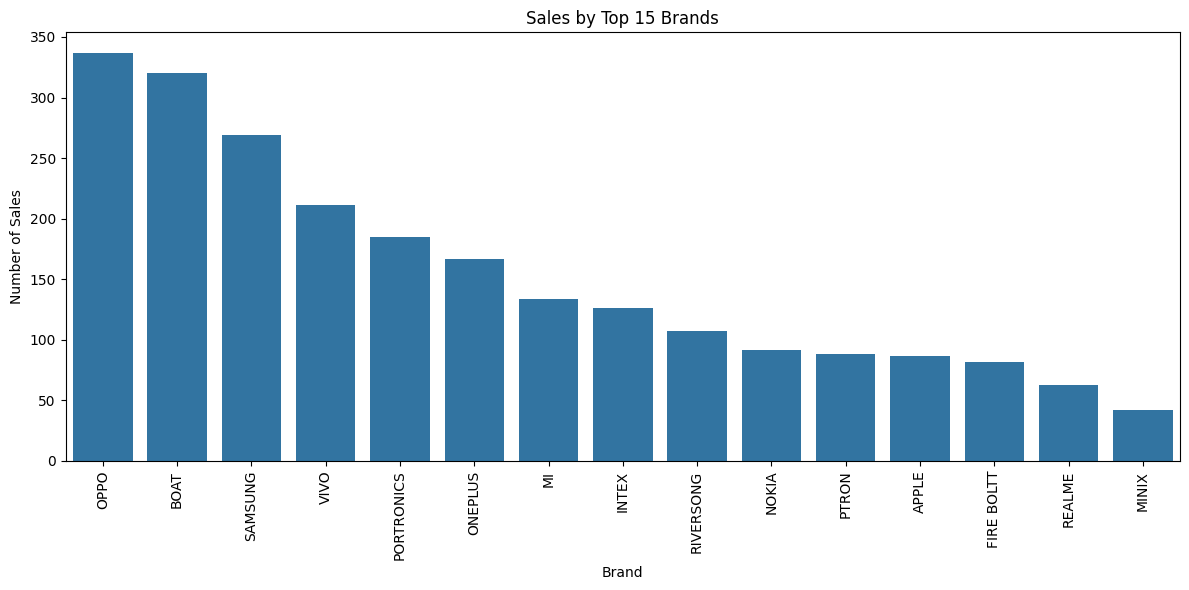 Sales by Top 15 Brands
Number of Sales
350
300
250
200
150
100
50
0
OPPO
BOAT
SAMSUNG
VIVO
PORTRONICS
ONEPLUS
MI
INTEX
RIVERSONG
NOKIA
PTRON
APPLE
FIRE BOLTT
REALME
MINIX
Brand